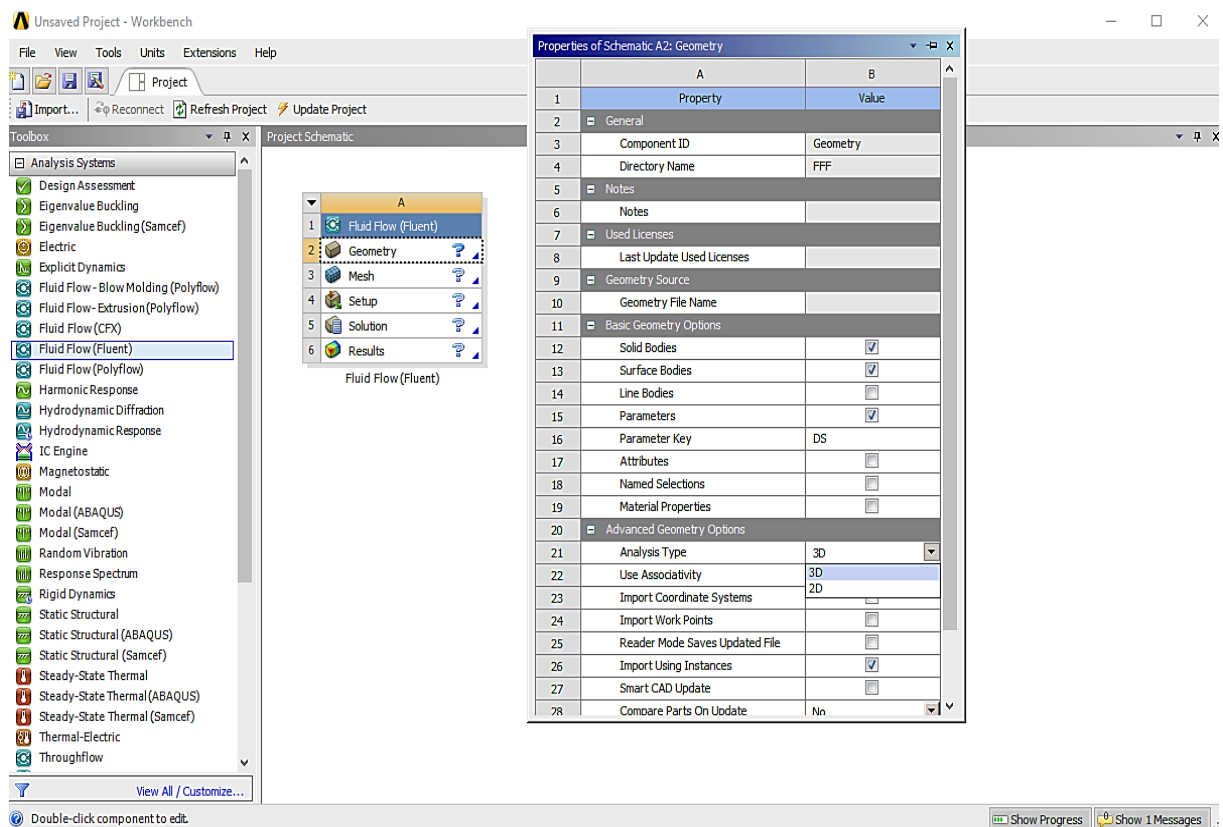 Unsaved Project - Workbench
File View Tools Units Extensions Help
Project
Import... Reconnect Refresh Project Update Project
Toolbox
Analysis Systems
Design Assessment
Eigenvalue Buckling
Eigenvalue Buckling (Samcef)
Electric
Explicit Dynamics
Fluid Flow - Blow Molding (Polyflow)
Fluid Flow - Extrusion (Polyflow)
Fluid Flow (CFX)
Fluid Flow (Fluent)
Fluid Flow (Polyflow)
Harmonic Response
Hydrodynamic Diffraction
Hydrodynamic Response
IC Engine
Magnetostatic
Modal
Modal (ABAQUS)
Modal (Samcef)
Random Vibration
Response Spectrum
Rigid Dynamics
Static Structural
Static Structural (ABAQUS)
Static Structural (Samcef)
Steady-State Thermal
Steady-State Thermal (ABAQUS)
Steady-State Thermal (Samcef)
Thermal-Electric
Throughflow
View All / Customize...
Project Schematic
A
1 Fluid Flow (Fluent)
2 Geometry ?
3 Mesh ?
4 Setup ?
5 Solution ?
6 Results ?
Fluid Flow (Fluent)
Properties of Schematic A2: Geometry
A B
1 Property Value
2 General
3 Component ID Geometry
4 Directory Name FFF
5 Notes
6 Notes
7 Used Licenses
8 Last Update Used Licenses
9 Geometry Source
10 Geometry File Name
11 Basic Geometry Options
12 Solid Bodies
13 Surface Bodies
14 Line Bodies
15 Parameters
16 Parameter Key DS
17 Attributes
18 Named Selections
19 Material Properties
20 Advanced Geometry Options
21 Analysis Type 3D
22 Use Associativity 3D
2D
23 Import Coordinate Systems
24 Import Work Points
25 Reader Mode Saves Updated File
26 Import Using Instances
27 Smart CAD Update
28 Compare Parts On Update No
Double-click component to edit.
Show Progress Show 1 Messages